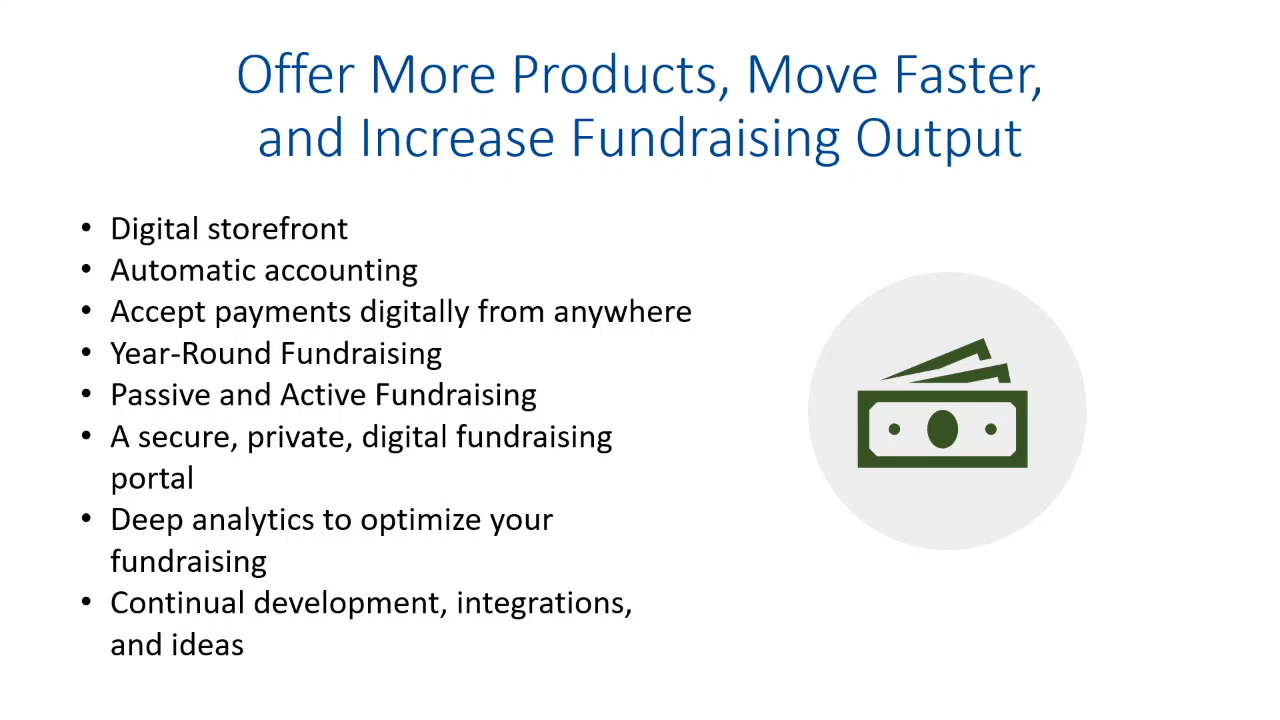 Offer More Products, Move Faster,
and Increase Fundraising Output
• Digital storefront
• Automatic accounting
• Accept payments digitally from anywhere
• Year-Round Fundraising
• Passive and Active Fundraising
• A secure, private, digital fundraising
portal
• Deep analytics to optimize your
fundraising
• Continual development, integrations,
and ideas